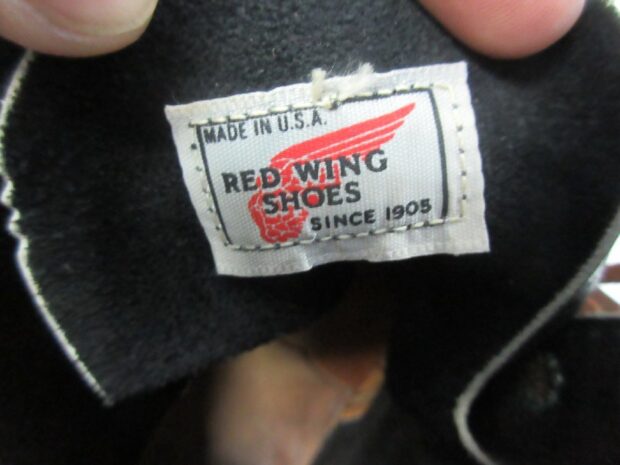 MADE IN U.S.A.
RED WING
SHOES
SINCE 1905